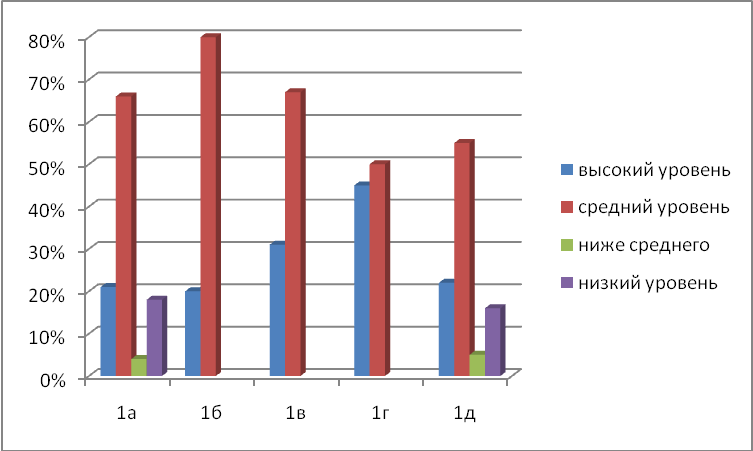 80%
70%
60%
50%
40%
30%
20%
10%
0%
1а
1б
1в
1г
1д
высокий уровень
средний уровень
ниже среднего
низкий уровень